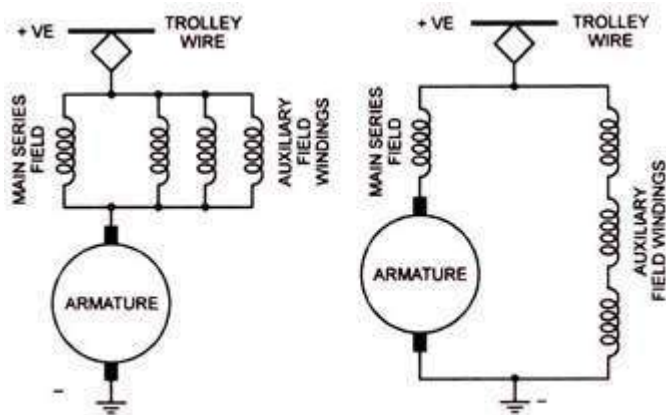 + VE
TROLLEY
WIRE
MAIN SERIES
FIELD
AUXILIARY
FIELD
WINDINGS
ARMATURE
–
+ VE
TROLLEY
WIRE
MAIN SERIES
FIELD
AUXILIARY
FIELD WINDINGS
ARMATURE
–